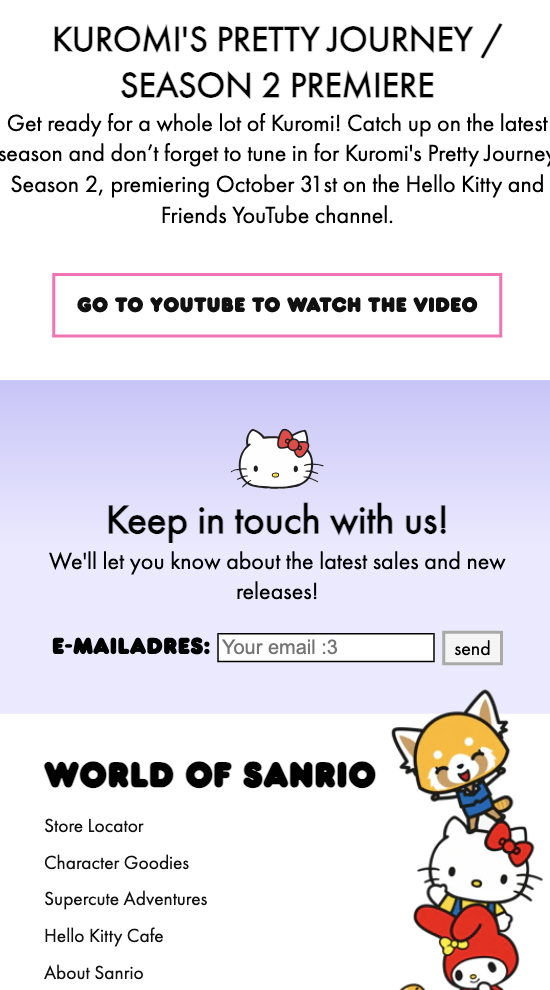 KUROMI'S PRETTY JOURNEY /
SEASON 2 PREMIERE
Get ready for a whole lot of Kuromi! Catch up on the latest
season and don’t forget to tune in for Kuromi's Pretty Journey
Season 2, premiering October 31st on the Hello Kitty and
Friends YouTube channel.
GO TO YOUTUBE TO WATCH THE VIDEO
Keep in touch with us!
We'll let you know about the latest sales and new
releases!
E-MAILADRES: Your email :3 send
WORLD OF SANRIO
Store Locator
Character Goodies
Supercute Adventures
Hello Kitty Cafe
About Sanrio